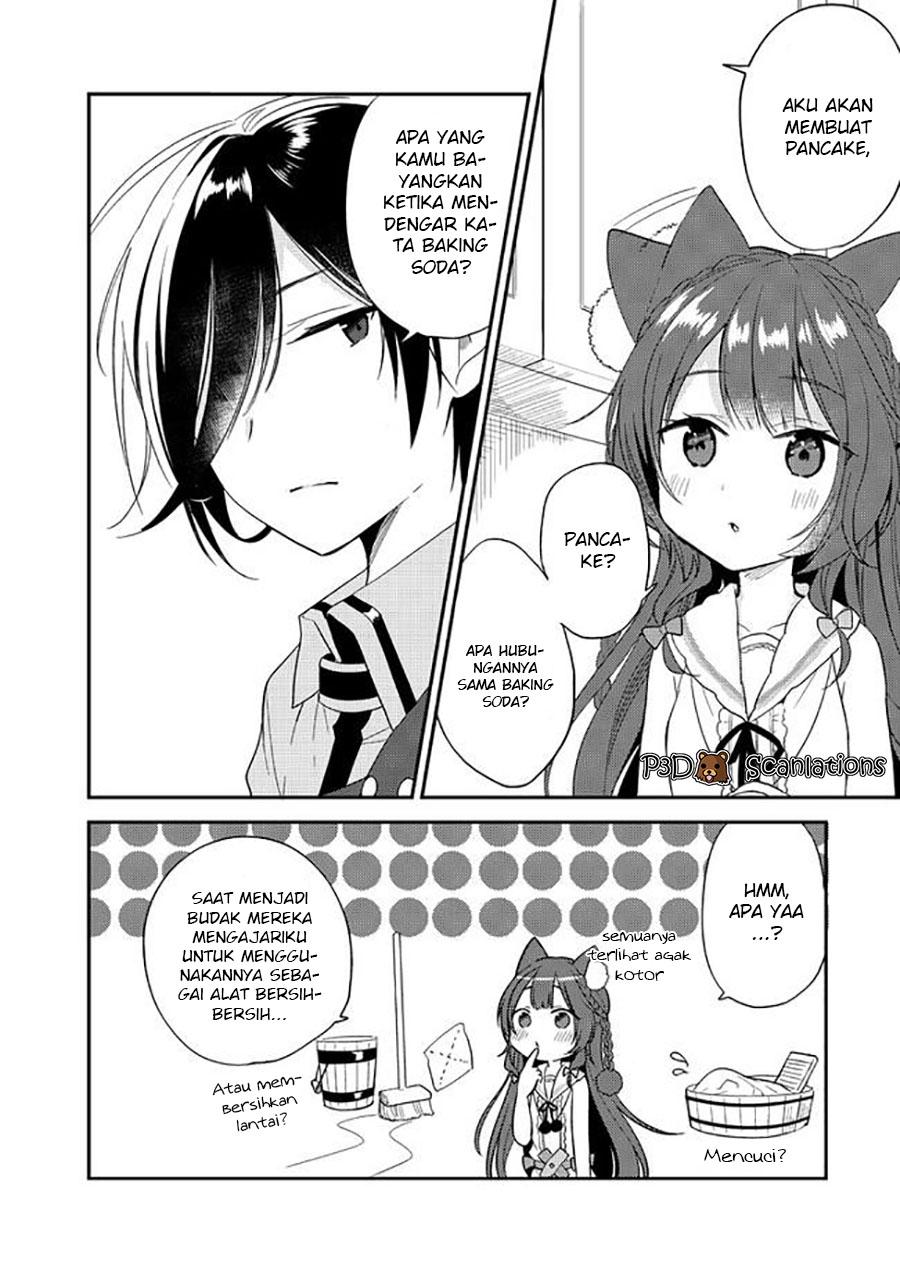 AKU AKAN
MEMBUAT
PANCAKE,
PANCA-
KE?
APA HUBU-
NGANNYA
SAMA BAKING
SODA?
APA YANG
KAMU BA-
YANGKAN
KETIKA MEN-
DENGAR KA-
TA BAKING
SODA?
P3D Scanlations
HMM,
APA YAA
...?
semuanya
terlihat agak
kotor
Mencuci?
SAAT MENJADI
BUDAK MEREKA
MENGAJARIKU
UNTUK MENGGU-
NAKANNYA SEBA-
GAI ALAT BERSIH-
BERSIH...
Atau mem-
bersihkan
lantai?